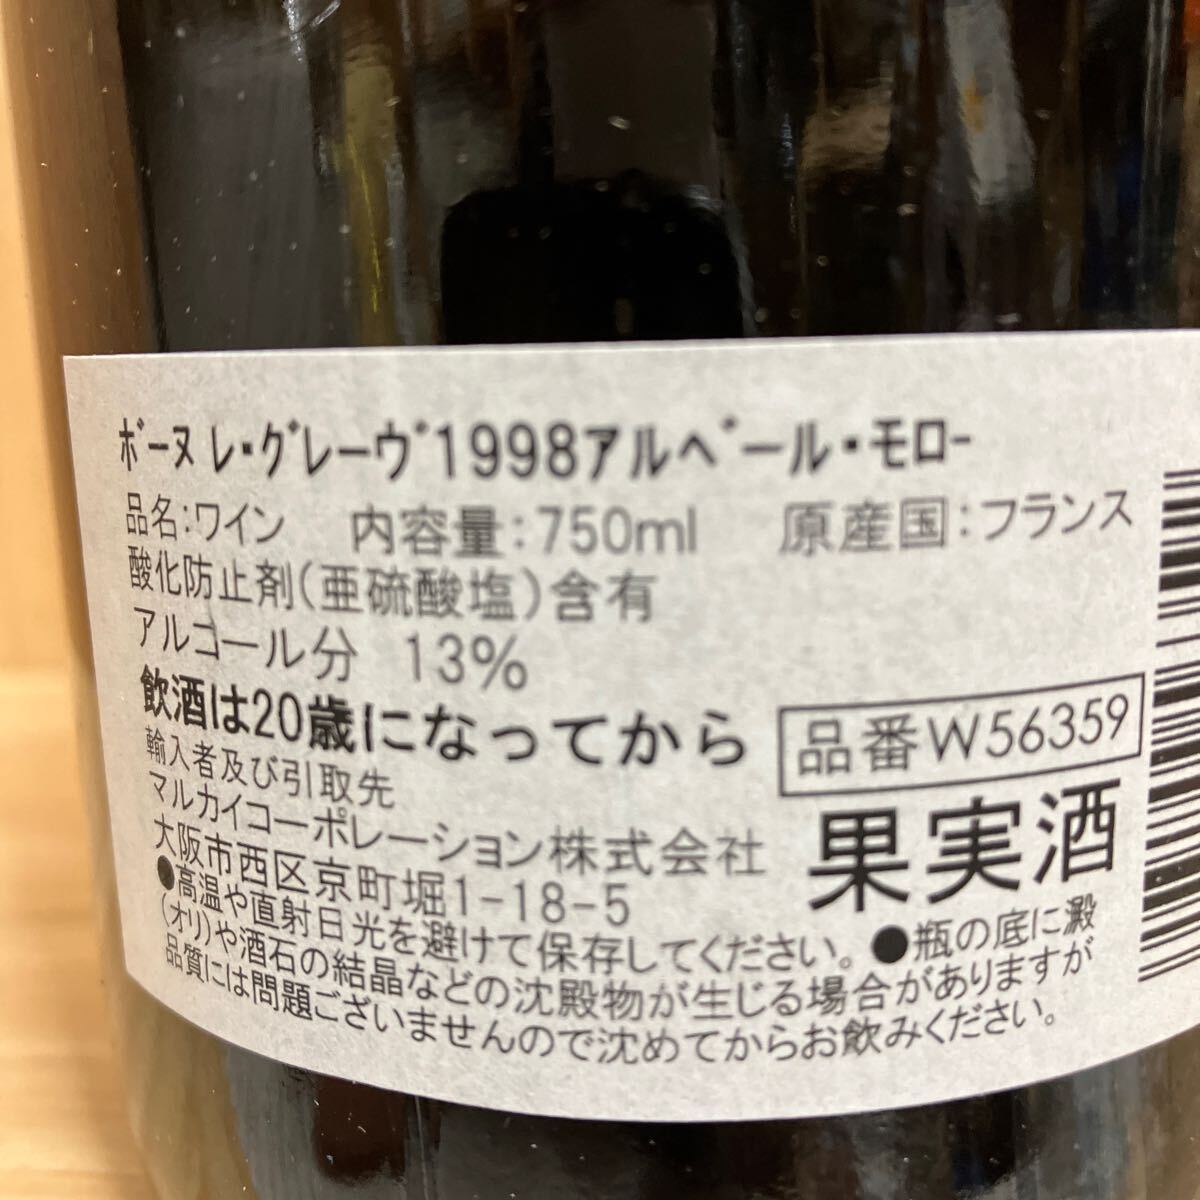 ボーヌ レ・グレーヴ1998アルベール・モロー
品名：ワイン　内容量：750ml　原産国：フランス
酸化防止剤（亜硫酸塩）含有
アルコール分　13%
飲酒は20歳になってから
品番W56359
輸入者及び引取先
マルカイコーポレーション株式会社
大阪市西区京町堀1-18-5
果実酒
●高温や直射日光を避けて保存してください。●瓶の底に澱
（オリ）や酒石の結晶などの沈殿物が生じる場合がありますが
品質には問題ございませんので沈めてからお飲みください。